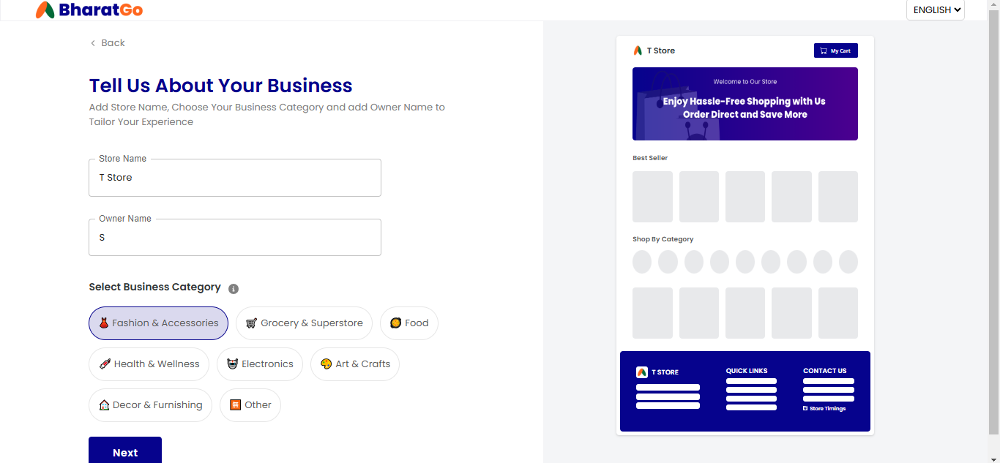 BharatGo
ENGLISH
Back
Tell Us About Your Business
Add Store Name, Choose Your Business Category and add Owner Name to
Tailor Your Experience
Store Name
T Store
Owner Name
S
Select Business Category
Fashion & Accessories
Grocery & Superstore
Food
Health & Wellness
Electronics
Art & Crafts
Decor & Furnishing
Other
Next
T Store
My Cart
Welcome to Our Store
Enjoy Hassle-Free Shopping with Us
Order Direct and Save More
Best Seller
Shop By Category
T STORE
QUICK LINKS
CONTACT US
Store Timings